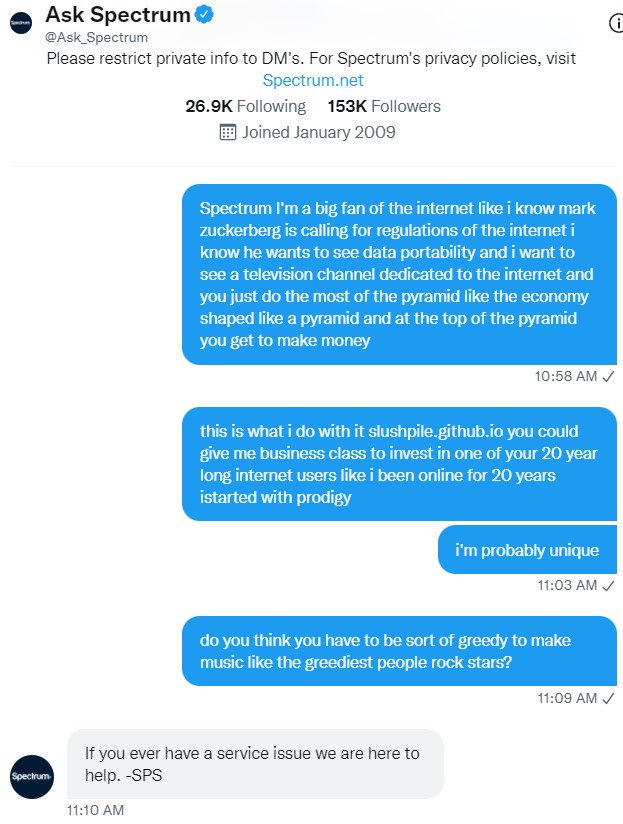 Ask Spectrum
@Ask_Spectrum
Please restrict private info to DM's. For Spectrum's privacy policies, visit
Spectrum.net
26.9K Following 153K Followers
Joined January 2009
Spectrum I'm a big fan of the internet like i know mark
zuckerberg is calling for regulations of the internet i
know he wants to see data portability and i want to
see a television channel dedicated to the internet and
you just do the most of the pyramid like the economy
shaped like a pyramid and at the top of the pyramid
you get to make money
10:58 AM
this is what i do with it slushpile.github.io you could
give me business class to invest in one of your 20 year
long internet users like i been online for 20 years
istarted with prodigy
i'm probably unique
11:03 AM
do you think you have to be sort of greedy to make
music like the greediest people rock stars?
11:09 AM
If you ever have a service issue we are here to
help. -SPS
Spectrum
11:10 AM